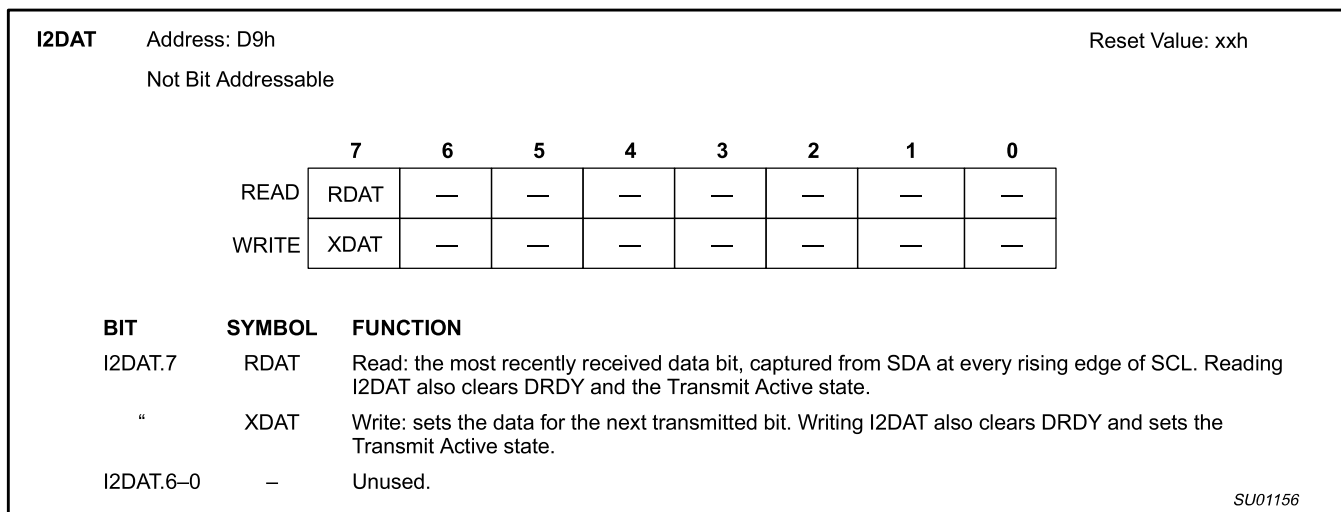 I2DAT Address: D9h Reset Value: xxh
Not Bit Addressable
7 6 5 4 3 2 1 0
READ RDAT — — — — — — —
WRITE XDAT — — — — — — —
BIT SYMBOL FUNCTION
I2DAT.7 RDAT Read: the most recently received data bit, captured from SDA at every rising edge of SCL. Reading
I2DAT also clears DRDY and the Transmit Active state.
“ XDAT Write: sets the data for the next transmitted bit. Writing I2DAT also clears DRDY and sets the
Transmit Active state.
I2DAT.6–0 – Unused.
SU01156